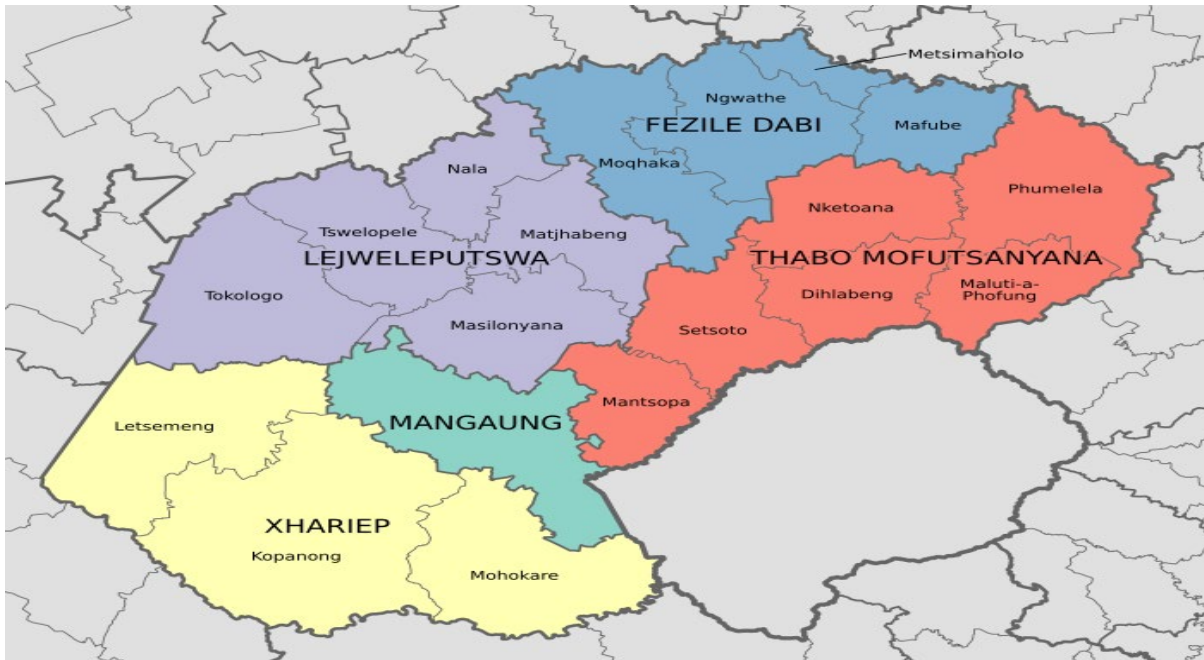 Metsimaholo
Ngwathe
FEZILE DABI
Mafube
Moqhaka
Nala
Phumelela
Nketoana
Tswelopele
Matjhabeng
LEJWELEPUTSWA
THABO MOFUTSANYANA
Tokologo
Dihlabeng
Maluti-a-
Phofung
Masilonyana
Setsoto
Mantsopa
Letsemeng
MANGAUNG
XHARIEP
Kopanong
Mohokare